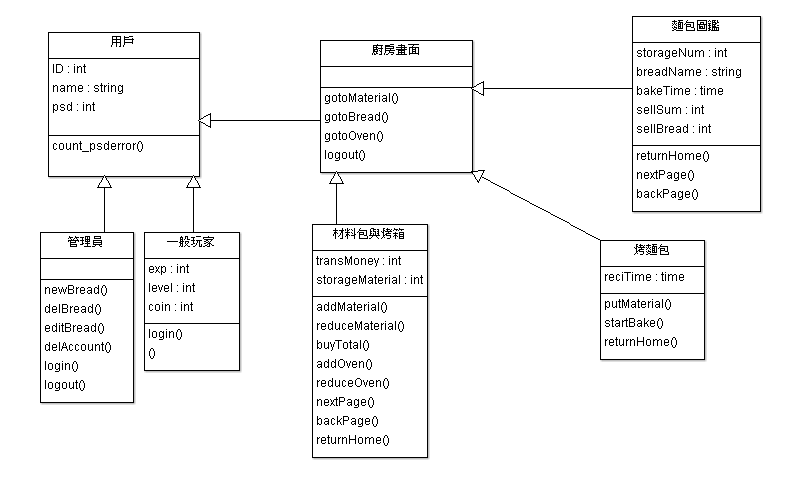 用戶
ID : int
name : string
psd : int
count_psderror()
廚房畫面
gotoMaterial()
gotoBread()
gotoOven()
logout()
麵包圖鑑
storageNum : int
breadName : string
bakeTime : time
sellSum : int
sellBread : int
returnHome()
nextPage()
backPage()
管理員
newBread()
delBread()
editBread()
delAccount()
login()
logout()
一般玩家
exp : int
level : int
coin : int
login()
()
材料包與烤箱
transMoney : int
storageMaterial : int
addMaterial()
reduceMaterial()
buyTotal()
addOven()
reduceOven()
nextPage()
backPage()
returnHome()
烤麵包
reciTime : time
putMaterial()
startBake()
returnHome()